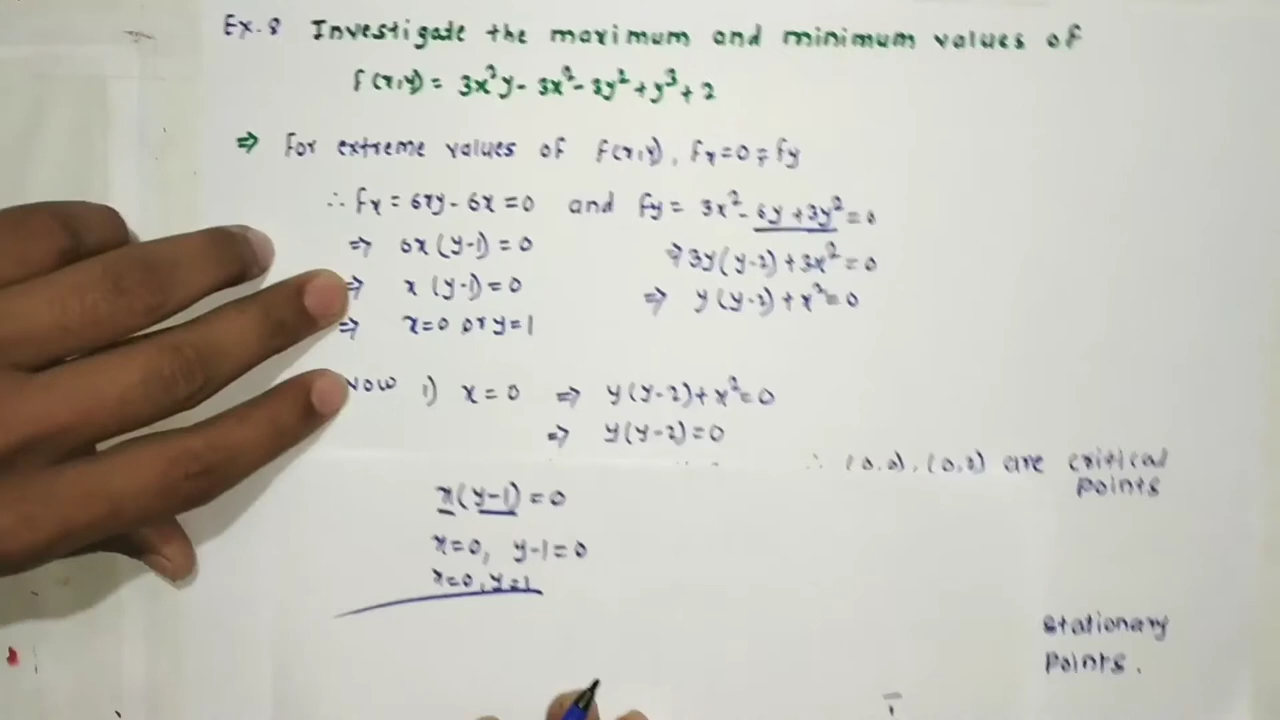 Ex. 8 Investigate the maximum and minimum values of
f(x,y) = 3x²y - 3x² - 3y² + y³ + 2
⇒ For extreme values of f(x,y), fx = 0 = fy
∴ fx = 6xy - 6x = 0 and fy = 3x² - 6y + 3y² = 0
⇒ 6x(y-1) = 0 ⇒ 3y(y-2) + 3x² = 0
⇒ x(y-1) = 0 ⇒ y(y-2) + x² = 0
⇒ x=0 or y=1
Now 1) x = 0 ⇒ y(y-2) + x² = 0
⇒ y(y-2) = 0
∴ (0,0), (0,2) are critical
points
x(y-1) = 0
x=0, y-1=0
x=0, y=1
stationary
points.